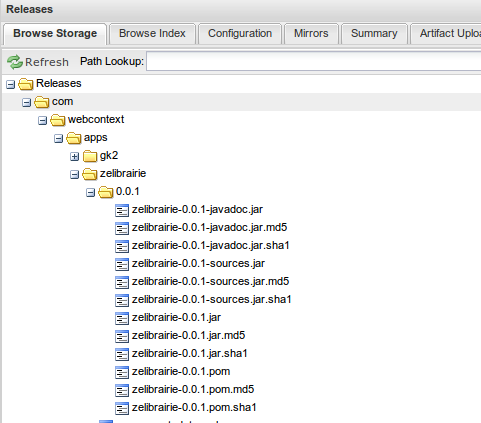 Releases
Browse Storage Browse Index Configuration Mirrors Summary Artifact Uploa
Refresh Path Lookup:
Releases
com
webcontext
apps
gk2
zelibrairie
0.0.1
zelibrairie-0.0.1-javadoc.jar
zelibrairie-0.0.1-javadoc.jar.md5
zelibrairie-0.0.1-javadoc.jar.sha1
zelibrairie-0.0.1-sources.jar
zelibrairie-0.0.1-sources.jar.md5
zelibrairie-0.0.1-sources.jar.sha1
zelibrairie-0.0.1.jar
zelibrairie-0.0.1.jar.md5
zelibrairie-0.0.1.jar.sha1
zelibrairie-0.0.1.pom
zelibrairie-0.0.1.pom.md5
zelibrairie-0.0.1.pom.sha1